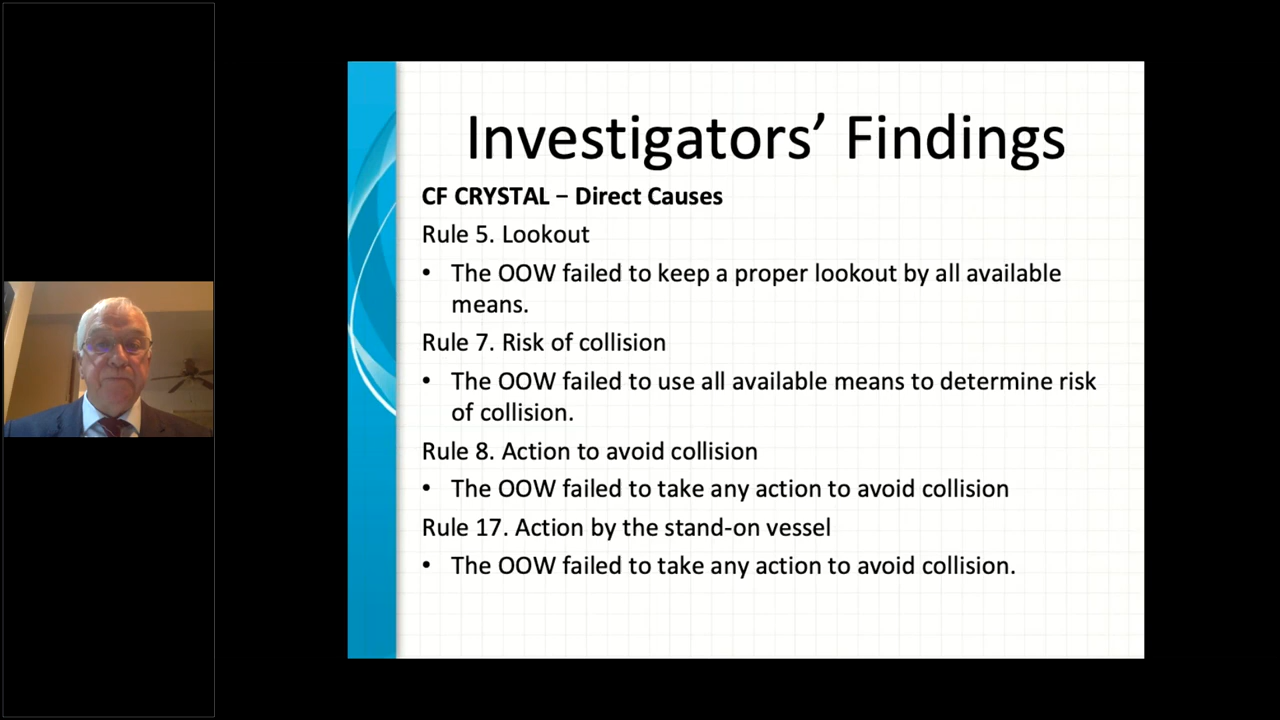 Investigators’ Findings
CF CRYSTAL – Direct Causes
Rule 5. Lookout
• The OOW failed to keep a proper lookout by all available
means.
Rule 7. Risk of collision
• The OOW failed to use all available means to determine risk
of collision.
Rule 8. Action to avoid collision
• The OOW failed to take any action to avoid collision
Rule 17. Action by the stand-on vessel
• The OOW failed to take any action to avoid collision.